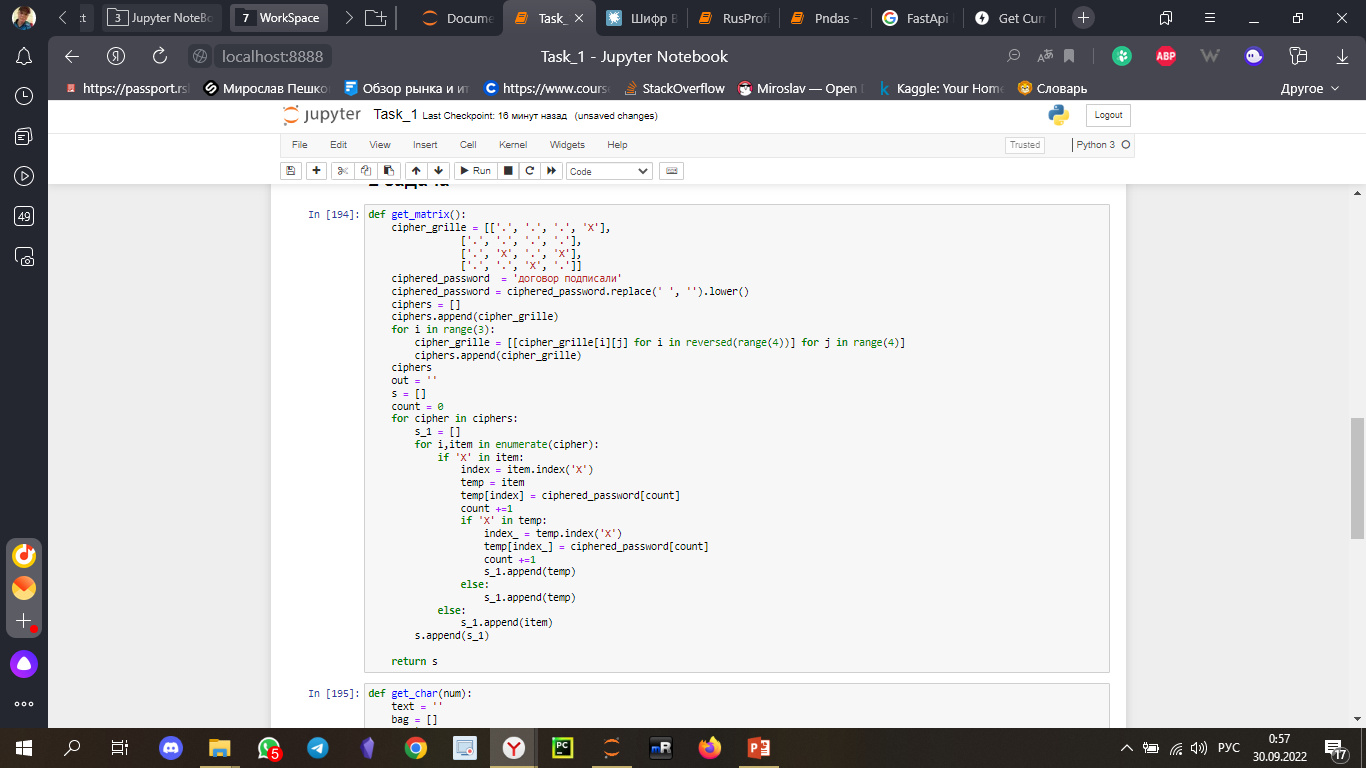 3 Jupyter NoteBo
7 WorkSpace
Docume
Task_
Шифр В
RusProfi
Pndas -
FastApi
Get Curr
localhost:8888
Task_1 - Jupyter Notebook
ABP
https://passport.rsl
Мирослав Пешко
Обзор рынка и ит
https://www.cours
StackOverflow
Miroslav — Open
Kaggle: Your Home
Словарь
Другое
jupyter Task_1 Last Checkpoint: 16 минут назад (unsaved changes)
Logout
File Edit View Insert Cell Kernel Widgets Help
Trusted
Python 3
Run
Code
49
In [194]:
def get_matrix():
    cipher_grille = [['.', '.', '.', 'X'],
                ['.', '.', '.', '.'],
                ['.', 'X', '.', 'X'],
                ['.', '.', 'X', '.']]
    ciphered_password  = 'договор подписали'
    ciphered_password = ciphered_password.replace(' ', '').lower()
    ciphers = []
    ciphers.append(cipher_grille)
    for i in range(3):
        cipher_grille = [[cipher_grille[i][j] for i in reversed(range(4))] for j in range(4)]
        ciphers.append(cipher_grille)
    ciphers
    out = ''
    s = []
    count = 0
    for cipher in ciphers:
        s_1 = []
        for i,item in enumerate(cipher):
            if 'X' in item:
                index = item.index('X')
                temp = item
                temp[index] = ciphered_password[count]
                count +=1
                if 'X' in temp:
                    index_ = temp.index('X')
                    temp[index_] = ciphered_password[count]
                    count +=1
                    s_1.append(temp)
                else:
                    s_1.append(temp)
            else:
                s_1.append(item)
        s.append(s_1)
    return s
In [195]:
def get_char(num):
    text = ''
    bag = []
5
PC
mR
РУС
0:57
30.09.2022
17